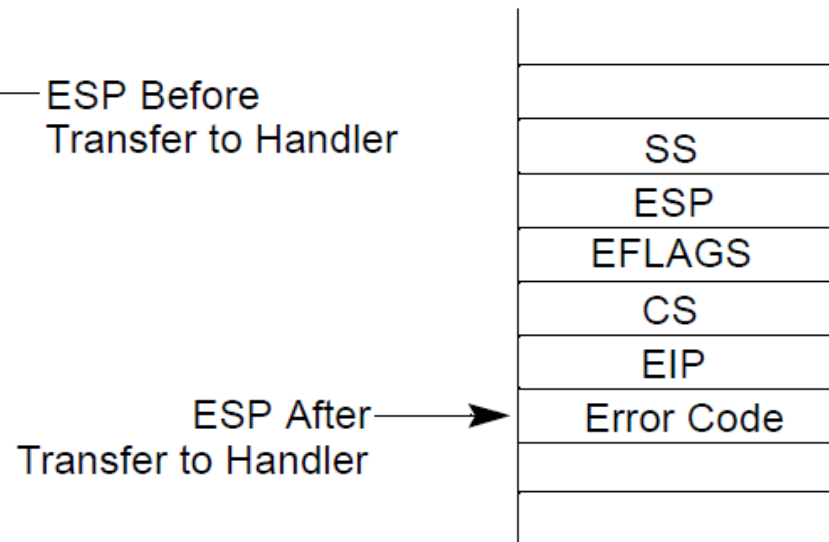 ESP Before
Transfer to Handler
SS
ESP
EFLAGS
CS
EIP
ESP After
Error Code
Transfer to Handler